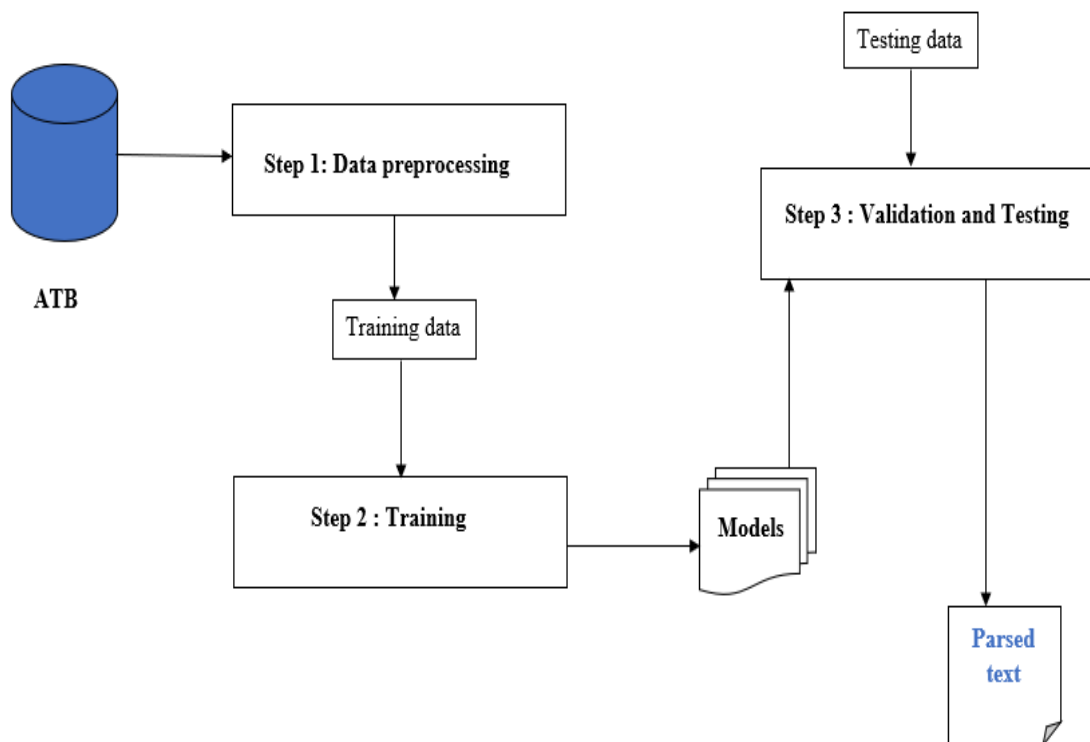 ATB
Step 1: Data preprocessing
Training data
Step 2 : Training
Models
Testing data
Step 3 : Validation and Testing
Parsed
text